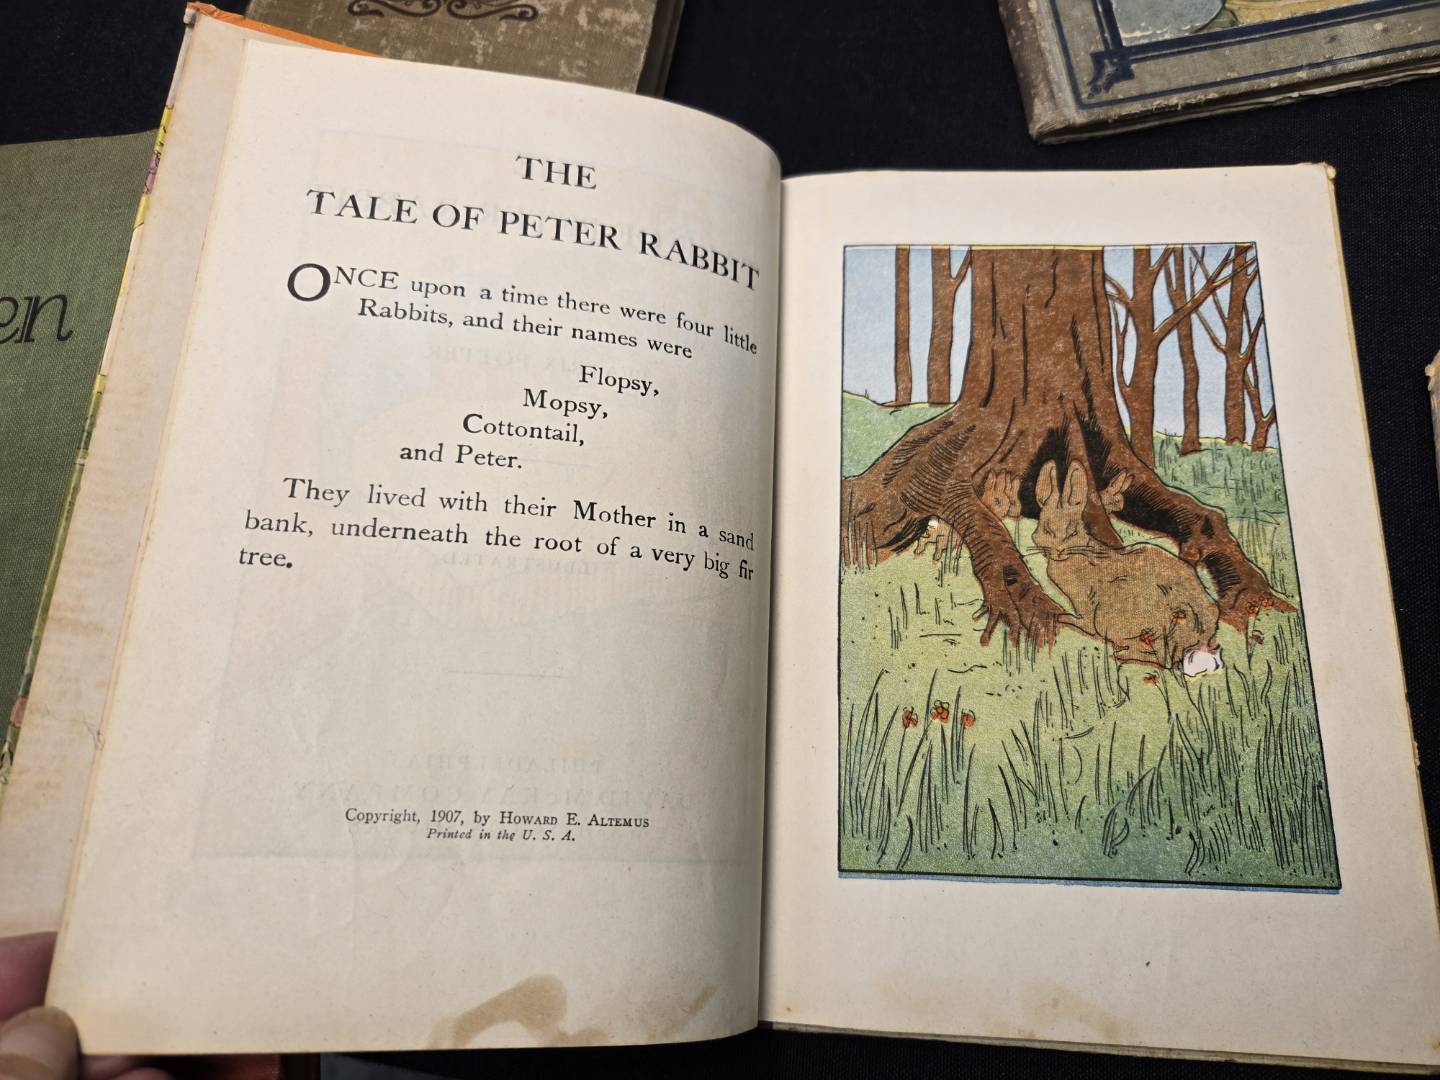 THE
TALE OF PETER RABBIT
ONCE upon a time there were four little
Rabbits, and their names were
Flopsy,
Mopsy,
Cottontail,
and Peter.
They lived with their Mother in a sand
bank, underneath the root of a very big fir
tree.
Copyright, 1907, by HOWARD E. ALTEMUS
Printed in the U. S. A.
en